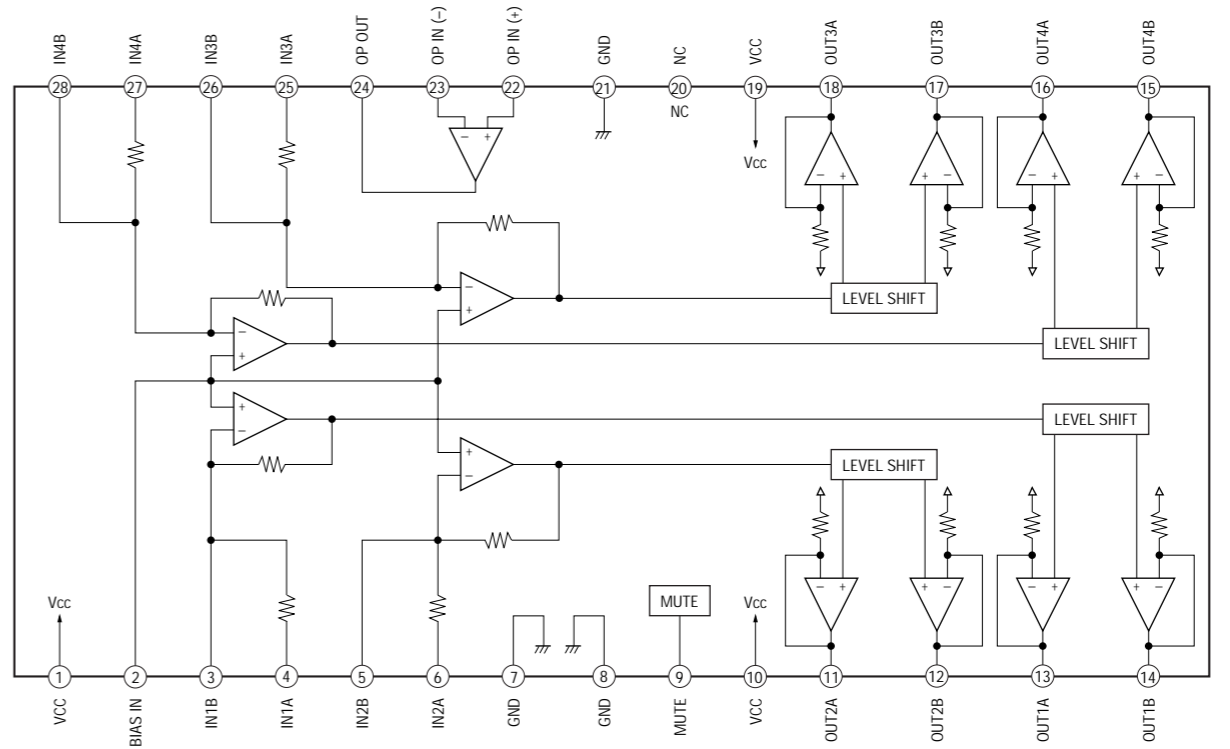 IN4B
IN4A
IN3B
IN3A
OP OUT
OP IN (−)
OP IN (+)
GND
NC
VCC
OUT3A
OUT3B
OUT4A
OUT4B
28
27
26
25
24
23
22
21
20
19
18
17
16
15
NC
− +
Vcc
− +
+ −
− +
+ −
−
+
LEVEL SHIFT
−
+
LEVEL SHIFT
+
−
LEVEL SHIFT
+
−
LEVEL SHIFT
− +
+ −
− +
+ −
Vcc
MUTE
Vcc
1
2
3
4
5
6
7
8
9
10
11
12
13
14
VCC
BIAS IN
IN1B
IN1A
IN2B
IN2A
GND
GND
MUTE
VCC
OUT2A
OUT2B
OUT1A
OUT1B